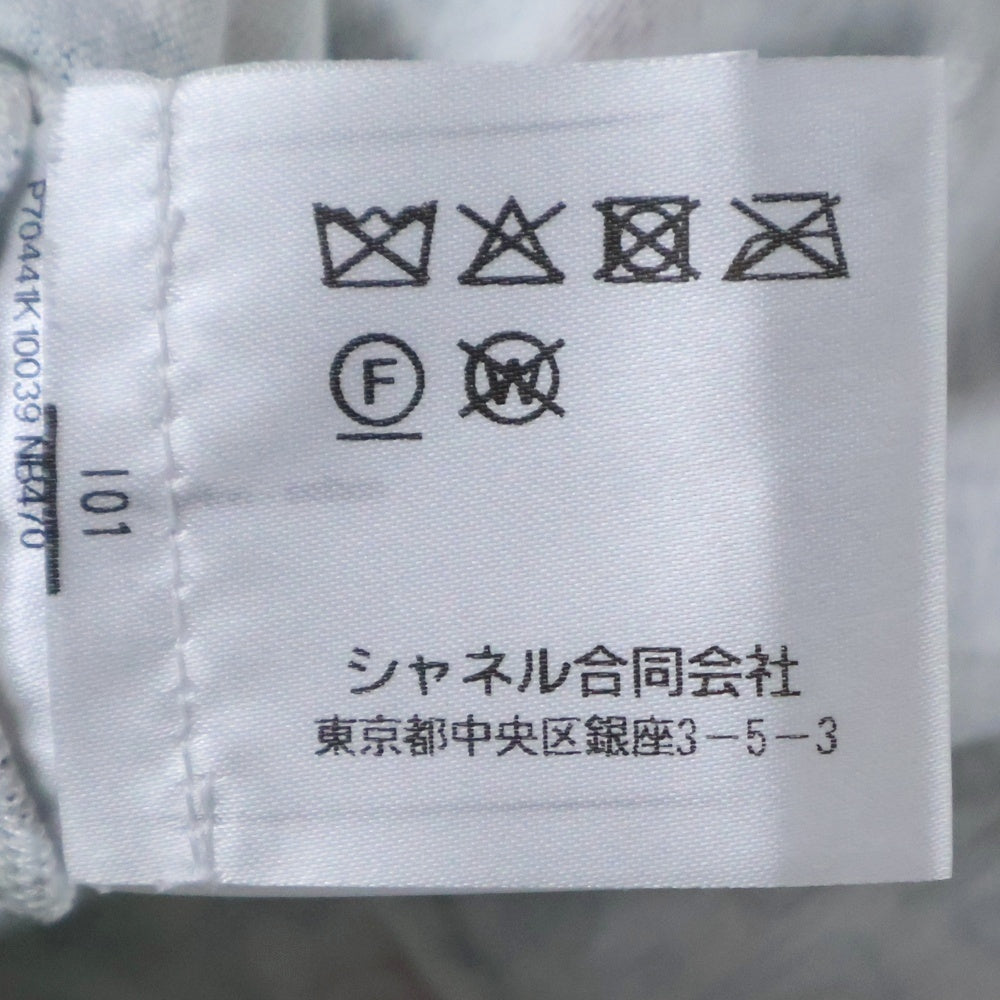 P70441K10039 NB470
I01
F
W
シャネル合同会社
東京都中央区銀座3-5-3